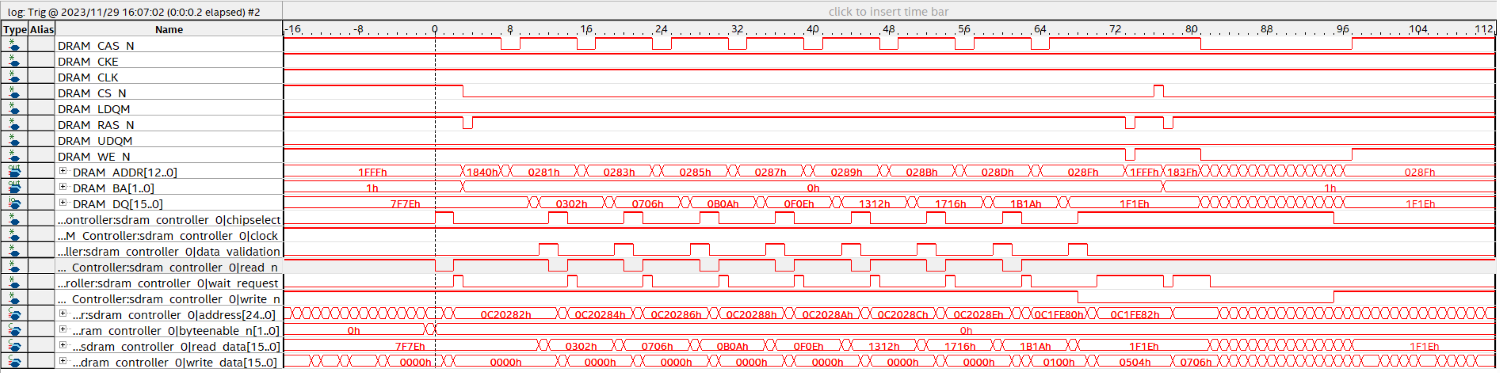 log: Trig @ 2023/11/29 16:07:02 (0:0:0.2 elapsed) #2 click to insert time bar
Type Alias Name -16 -8 0 8 16 24 32 40 48 56 64 72 80 88 96 104 112
DRAM_CAS_N
DRAM_CKE
DRAM_CLK
DRAM_CS_N
DRAM_LDQM
DRAM_RAS_N
DRAM_UDQM
DRAM_WE_N
DRAM_ADDR[12..0] 1FFFh 1840h 0281h 0283h 0285h 0287h 0289h 028Bh 028Dh 028Fh 1FFFh 183Fh 028Fh
DRAM_BA[1..0] 1h 0h 1h
DRAM_DQ[15..0] 7F7Eh 0302h 0706h 0B0Ah 0F0Eh 1312h 1716h 1B1Ah 1F1Eh 1F1Eh
...ontroller:sdram_controller_0|chipselect
...M_Controller:sdram_controller_0|clock
...ller:sdram_controller_0|data_validation
... Controller:sdram_controller_0|read_n
...roller:sdram_controller_0|wait_request
... Controller:sdram_controller_0|write_n
...r:sdram_controller_0|address[24..0] 0C20282h 0C20284h 0C20286h 0C20288h 0C2028Ah 0C2028Ch 0C2028Eh 0C1FE80h 0C1FE82h
...ram_controller_0|byteenable_n[1..0] 0h 0h
...sdram_controller_0|read_data[15..0] 7F7Eh 0302h 0706h 0B0Ah 0F0Eh 1312h 1716h 1B1Ah 1F1Eh 1F1Eh
...dram_controller_0|write_data[15..0] 0000h 0000h 0000h 0000h 0000h 0000h 0000h 0000h 0100h 0504h 0706h